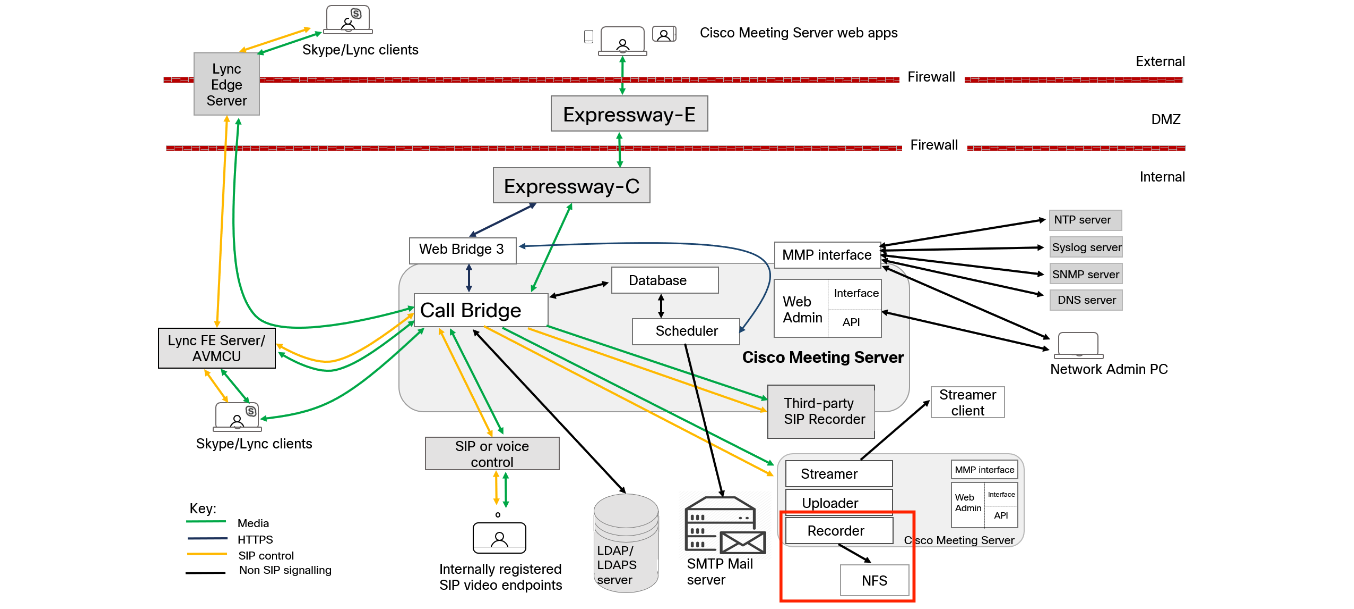 Skype/Lync clients
Cisco Meeting Server web apps
External
Lync
Edge
Server
Firewall
Expressway-E
DMZ
Firewall
Expressway-C
Internal
NTP server
Syslog server
SNMP server
DNS server
Web Bridge 3
MMP interface
Database
Call Bridge
Web
Admin
Interface
API
Scheduler
Cisco Meeting Server
Lync FE Server/
AVMCU
Network Admin PC
Third-party
SIP Recorder
Streamer
client
Skype/Lync clients
SIP or voice
control
Streamer
Uploader
Recorder
MMP interface
Web
Admin
Interface
API
Cisco Meeting Server
NFS
Key:
Media
HTTPS
SIP control
Non SIP signalling
Internally registered
SIP video endpoints
LDAP/
LDAPS
server
SMTP Mail
server